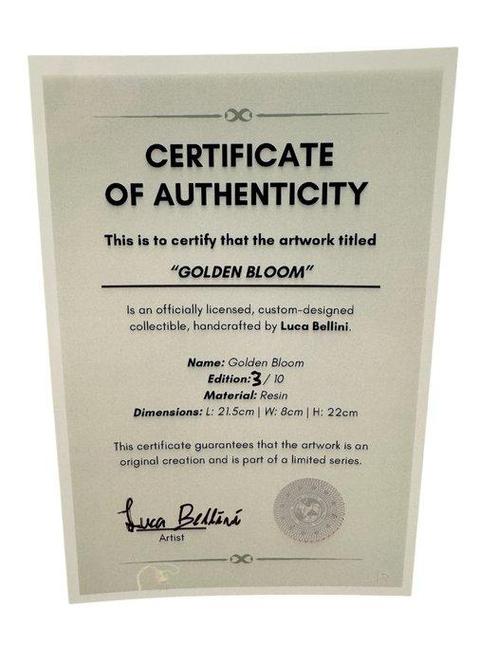 CERTIFICATE
OF AUTHENTICITY
This is to certify that the artwork titled
“GOLDEN BLOOM”
Is an officially licensed, custom-designed
collectible, handcrafted by Luca Bellini.
Name: Golden Bloom
Edition: 3 / 10
Material: Resin
Dimensions: L: 21.5cm | W: 8cm | H: 22cm
This certificate guarantees that the artwork is an
original creation and is part of a limited series.
Luca Bellini
Artist